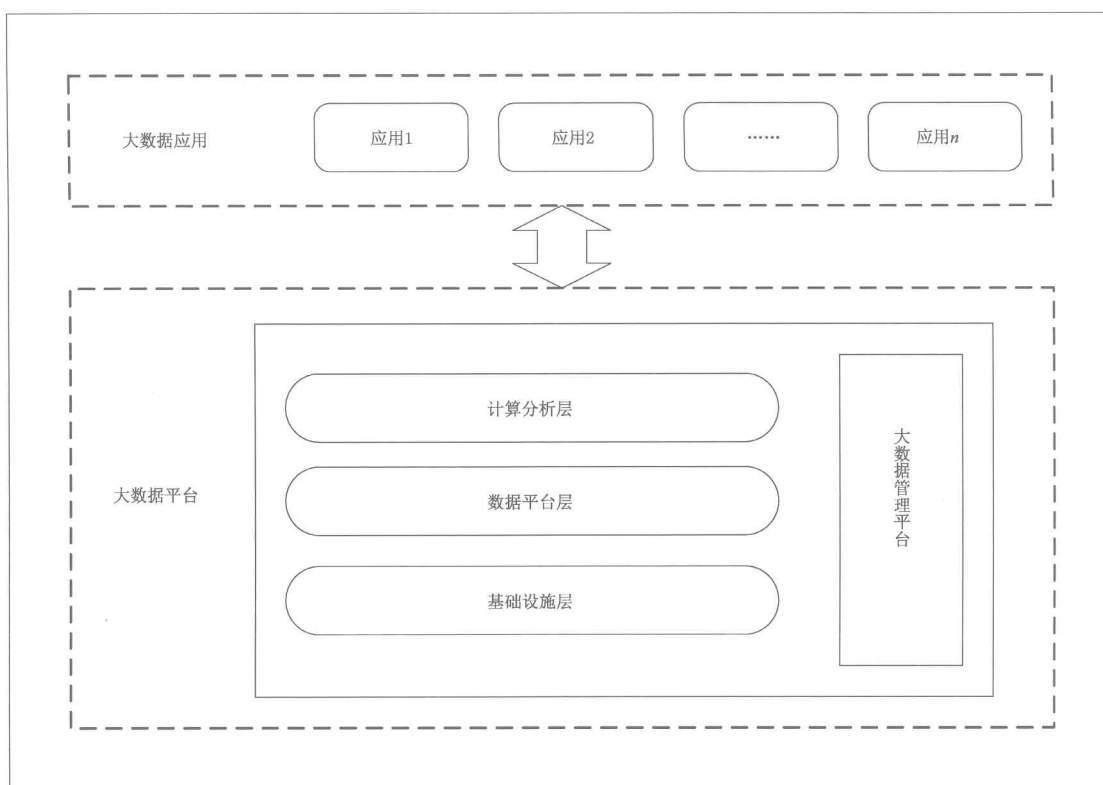 大数据应用
应用1
应用2
……
应用n
计算分析层
大数据管理平台
大数据平台
数据平台层
基础设施层